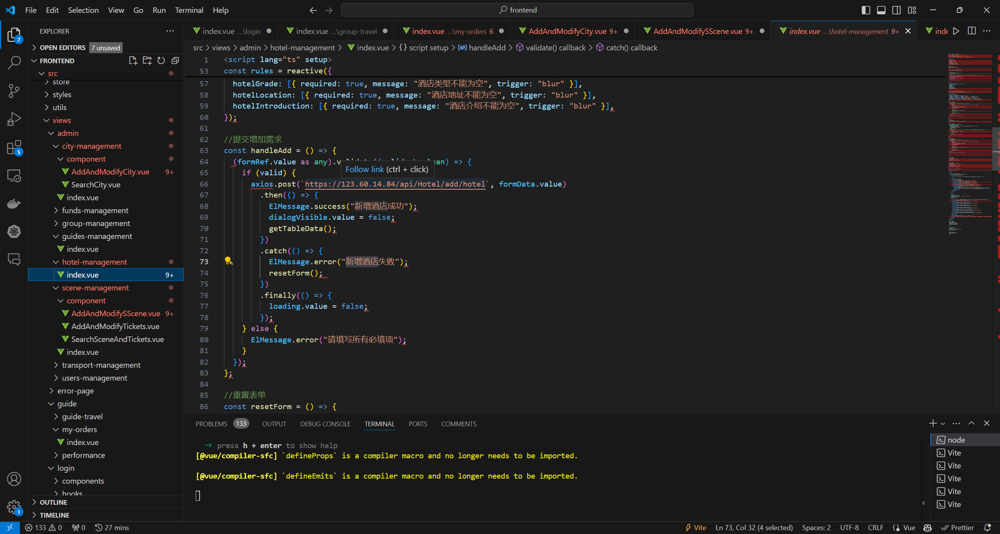 File Edit Selection View Go Run Terminal Help
frontend
EXPLORER
OPEN EDITORS 7 unsaved
FRONTEND
src
store
styles
utils
views
admin
city-management
component
AddAndModifyCity.vue 9+
SearchCity.vue
index.vue
funds-management
group-management
guides-management
index.vue
hotel-management
index.vue 9+
scene-management
component
AddAndModifySScene.vue 9+
AddAndModifyTickets.vue
SearchSceneAndTickets.vue
index.vue
transport-management
users-management
error-page
guide
guide-travel
my-orders
index.vue
performance
login
components
hooks
OUTLINE
TIMELINE
7
5
1
index.vue ...\login
index.vue ...\group-travel
index.vue ...\my-orders 6
AddAndModifyCity.vue 9+
AddAndModifySScene.vue 9+
index.vue ...\hotel-management 9+
src > views > admin > hotel-management > index.vue > {} script setup > handleAdd > validate() callback > catch() callback
1 <script lang="ts" setup>
53 const rules = reactive({
57 hotelGrade: [{ required: true, message: "酒店类型不能为空", trigger: "blur" }],
58 hotelLocation: [{ required: true, message: "酒店地址不能为空", trigger: "blur" }],
59 hotelIntroduction: [{ required: true, message: "酒店介绍不能为空", trigger: "blur" }],
60 });
61
62 //提交增加需求
63 const handleAdd = () => {
64 (formRef.value as any).v an) => {
Follow link (ctrl + click)
65 if (valid) {
66 axios.post(`https://123.60.14.84/api/Hotel/add/hotel`, formData.value)
67 .then(() => {
68 ElMessage.success("新增酒店成功");
69 dialogVisible.value = false;
70 getTableData();
71 })
72 .catch(() => {
73 ElMessage.error("新增酒店失败");
74 resetForm();
75 })
76 .finally(() => {
77 loading.value = false;
78 });
79 } else {
80 ElMessage.error("请填写所有必填项");
81 }
82 });
83 };
84
85 //重置表单
86 const resetForm = () => {
PROBLEMS 133 OUTPUT DEBUG CONSOLE TERMINAL PORTS COMMENTS
➜ press h + enter to show help
[@vue/compiler-sfc] `defineProps` is a compiler macro and no longer needs to be imported.
[@vue/compiler-sfc] `defineEmits` is a compiler macro and no longer needs to be imported.
node
Vite
Vite
Vite
Vite
Vite
133 0 0 27 mins
Vite Ln 73, Col 32 (4 selected) Spaces: 2 UTF-8 CRLF Vue Prettier